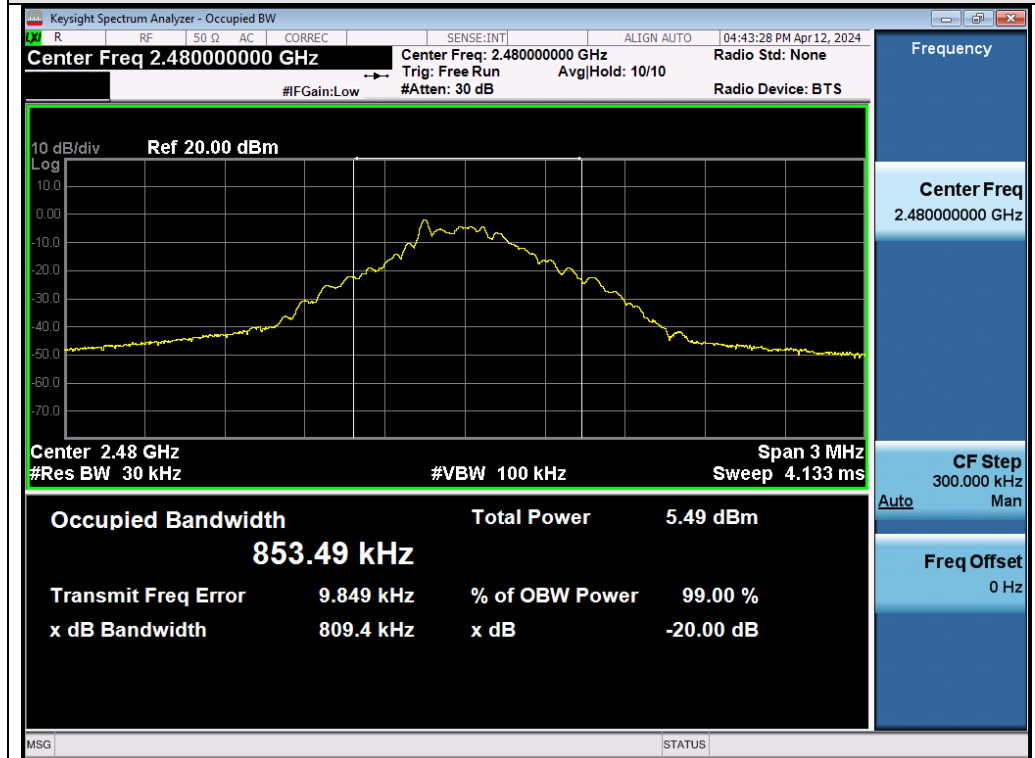 Keysight Spectrum Analyzer - Occupied BW
LXI R RF 50 Ω AC CORREC SENSE:INT ALIGN AUTO 04:43:28 PM Apr 12, 2024
Center Freq 2.480000000 GHz Center Freq: 2.480000000 GHz Radio Std: None Frequency
Trig: Free Run Avg|Hold: 10/10
#IFGain:Low #Atten: 30 dB Radio Device: BTS
10 dB/div Ref 20.00 dBm
Log
10.0
0.00
-10.0
-20.0
-30.0
-40.0
-50.0
-60.0
-70.0
Center 2.48 GHz Span 3 MHz
#Res BW 30 kHz #VBW 100 kHz Sweep 4.133 ms
Occupied Bandwidth Total Power 5.49 dBm
853.49 kHz
Transmit Freq Error 9.849 kHz % of OBW Power 99.00 %
x dB Bandwidth 809.4 kHz x dB -20.00 dB
Center Freq
2.480000000 GHz
CF Step
300.000 kHz
Auto Man
Freq Offset
0 Hz
MSG STATUS